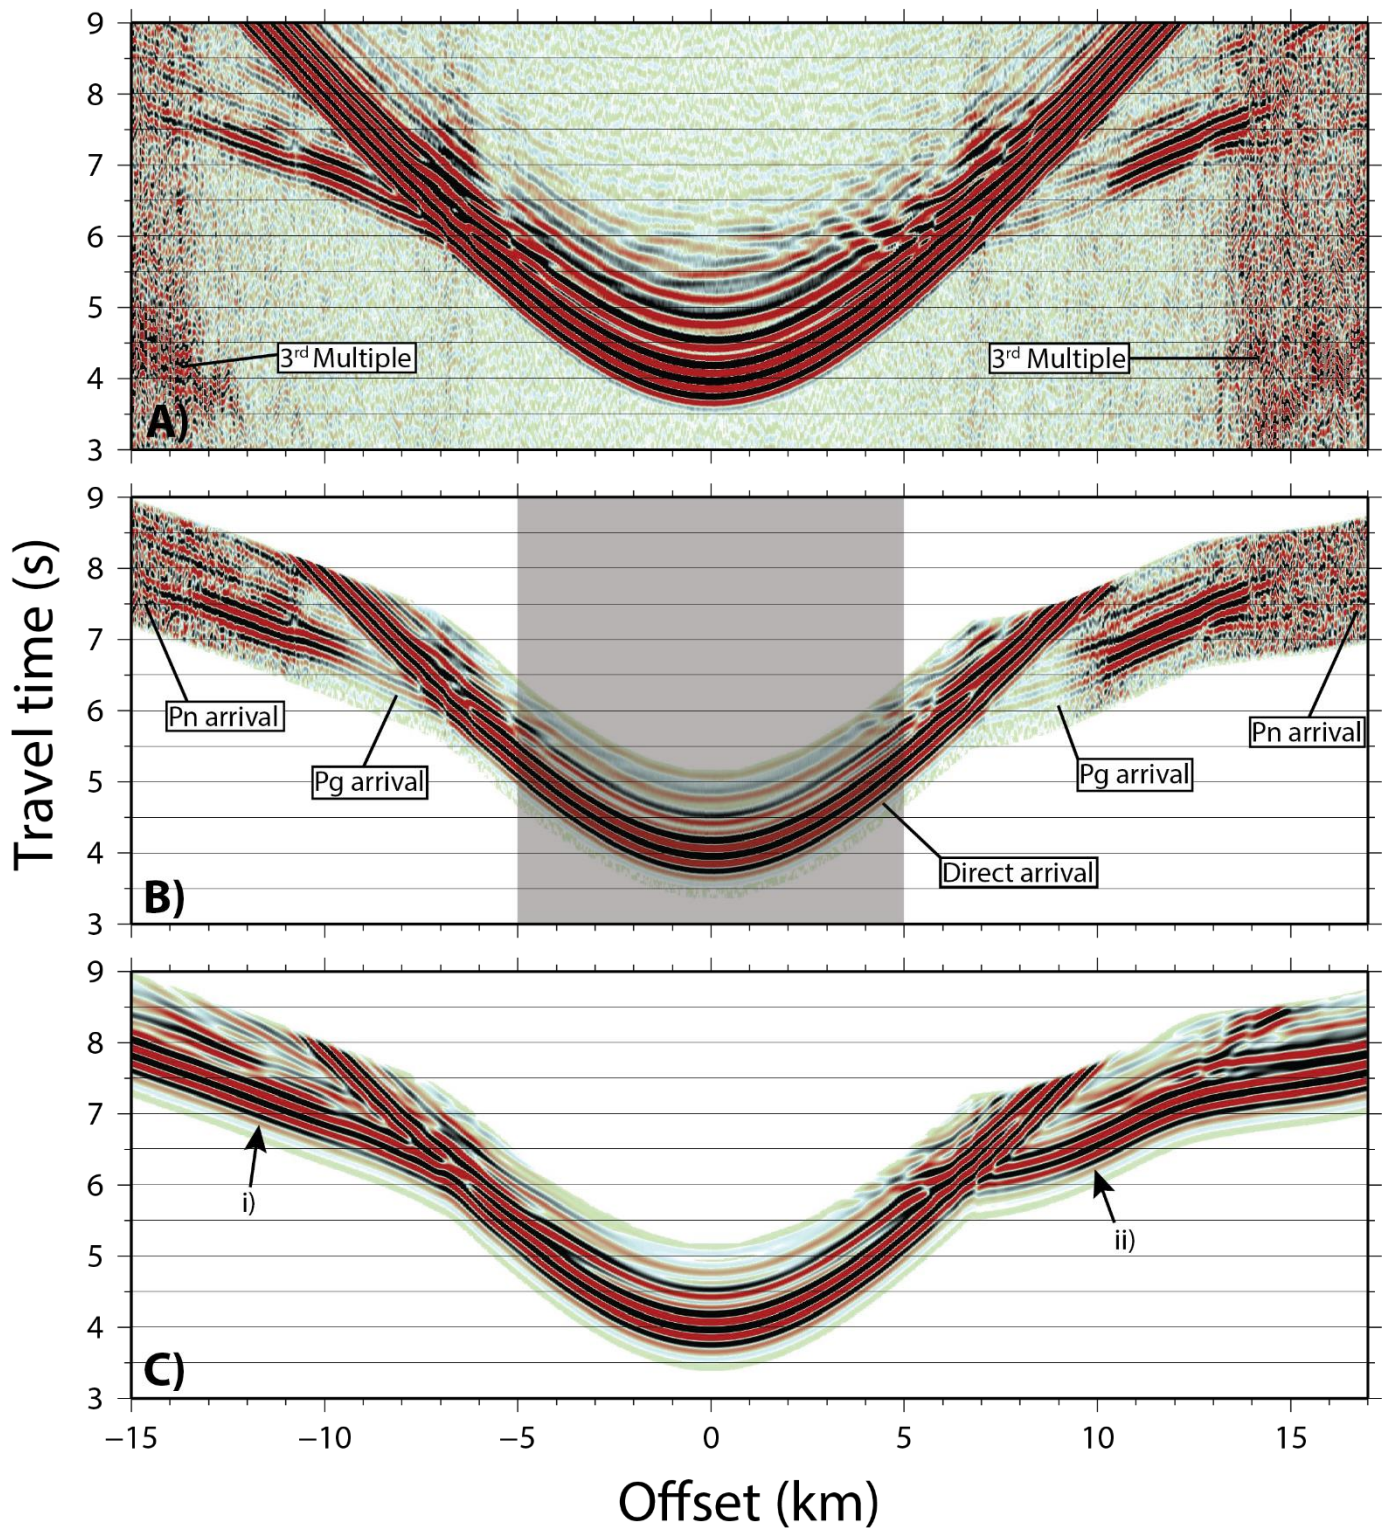 9
8
7
6
5
4
3
3rd Multiple
3rd Multiple
A)
Travel time (s)
9
8
7
6
5
4
3
Pn arrival
Pg arrival
Pn arrival
Pg arrival
Direct arrival
B)
9
8
7
6
5
4
3
i)
ii)
C)
−15 −10 −5 0 5 10 15
Offset (km)